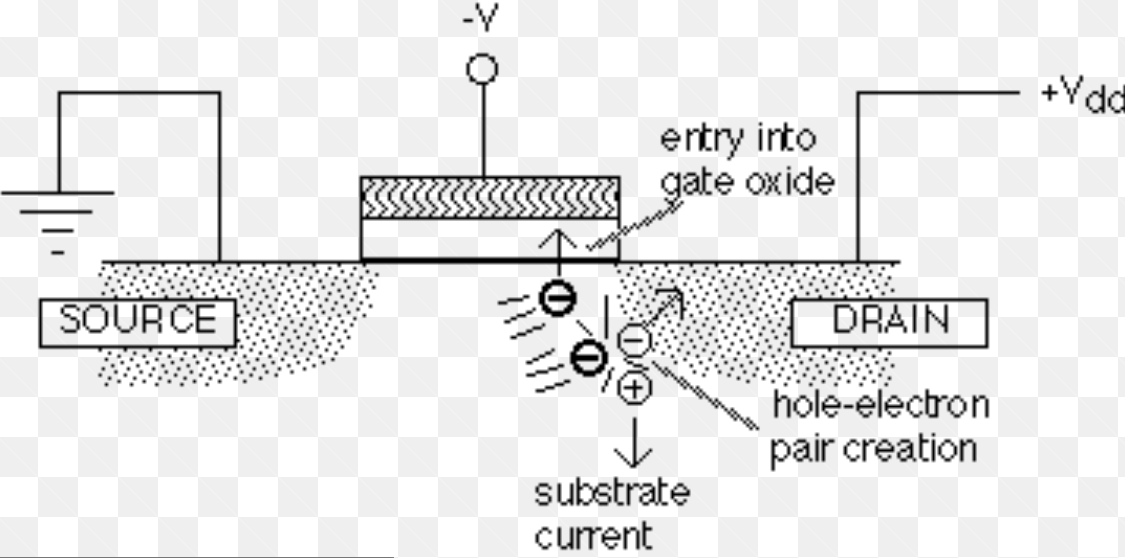 -V
+Vdd
entry into
gate oxide
SOURCE
DRAIN
hole-electron
pair creation
substrate
current